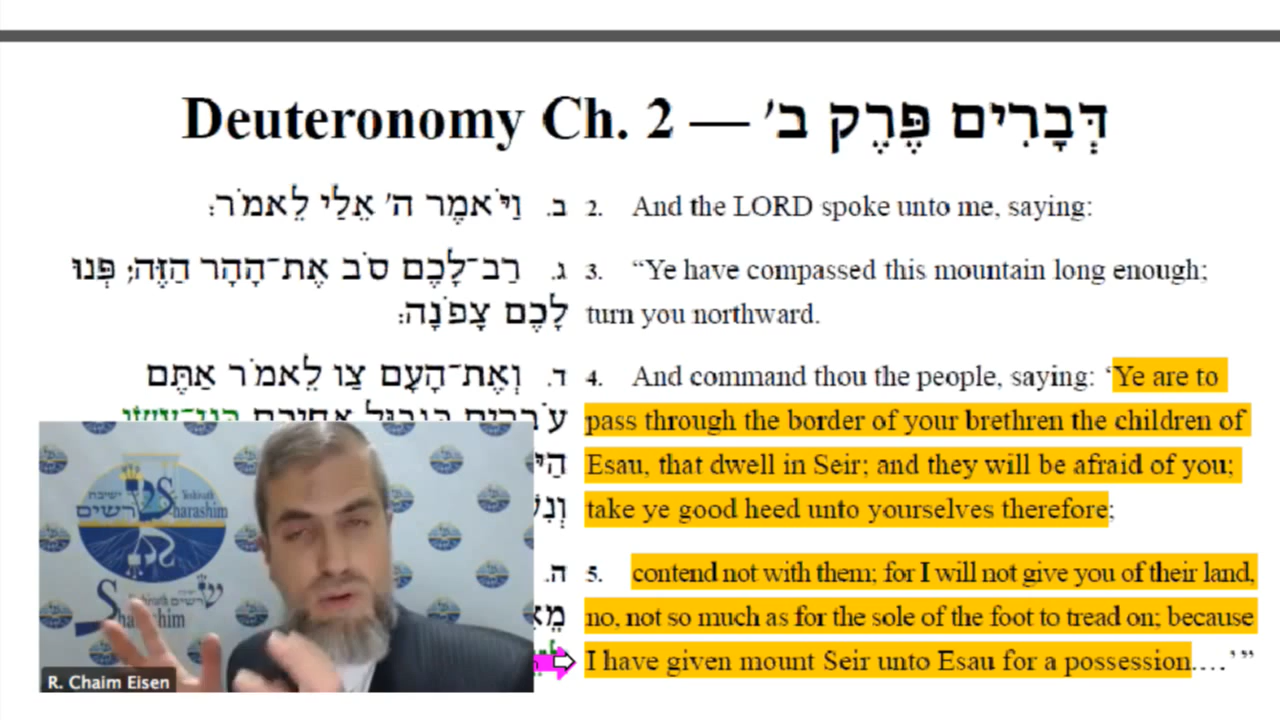 Deuteronomy Ch. 2 — דְּבָרִים פֶּרֶק ב׳
ב. וַיֹּאמֶר ה׳ אֵלַי לֵאמֹר׃
2. And the LORD spoke unto me, saying:
ג. רַב־לָכֶם סֹב אֶת־הָהָר הַזֶּה; פְּנוּ
לָכֶם צָפֹנָה׃
3. “Ye have compassed this mountain long enough;
turn you northward.
ד. וְאֶת־הָעָם צַו לֵאמֹר אַתֶּם
4. And command thou the people, saying: ‘Ye are to
pass through the border of your brethren the children of
Esau, that dwell in Seir; and they will be afraid of you;
take ye good heed unto yourselves therefore;
ה.
5. contend not with them; for I will not give you of their land,
no, not so much as for the sole of the foot to tread on; because
I have given mount Seir unto Esau for a possession....’”
ישיבת שרשים
Yeshivath Sharashim
R. Chaim Eisen